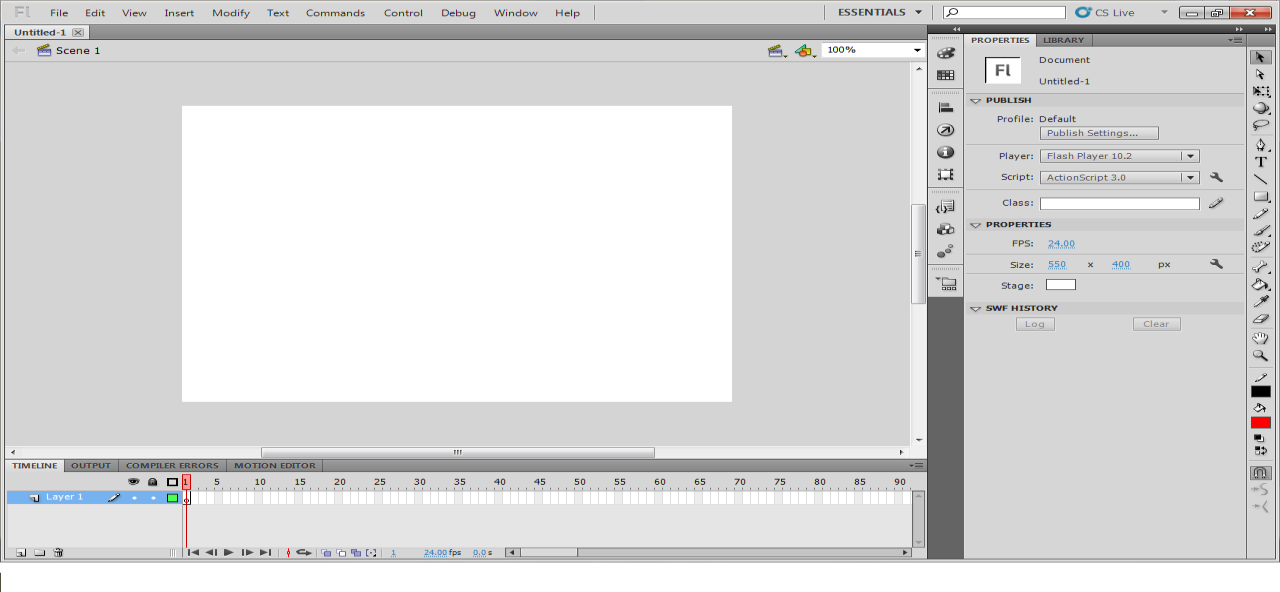 Fl File Edit View Insert Modify Text Commands Control Debug Window Help ESSENTIALS CS Live
Untitled-1
Scene 1 100%
PROPERTIES LIBRARY
Fl
Document
Untitled-1
PUBLISH
Profile: Default
Publish Settings...
Player: Flash Player 10.2
Script: ActionScript 3.0
Class:
PROPERTIES
FPS: 24.00
Size: 550 x 400 px
Stage:
SWF HISTORY
Log Clear
T
TIMELINE OUTPUT COMPILER ERRORS MOTION EDITOR
1 5 10 15 20 25 30 35 40 45 50 55 60 65 70 75 80 85 90
Layer 1
1 24.00 fps 0.0 s